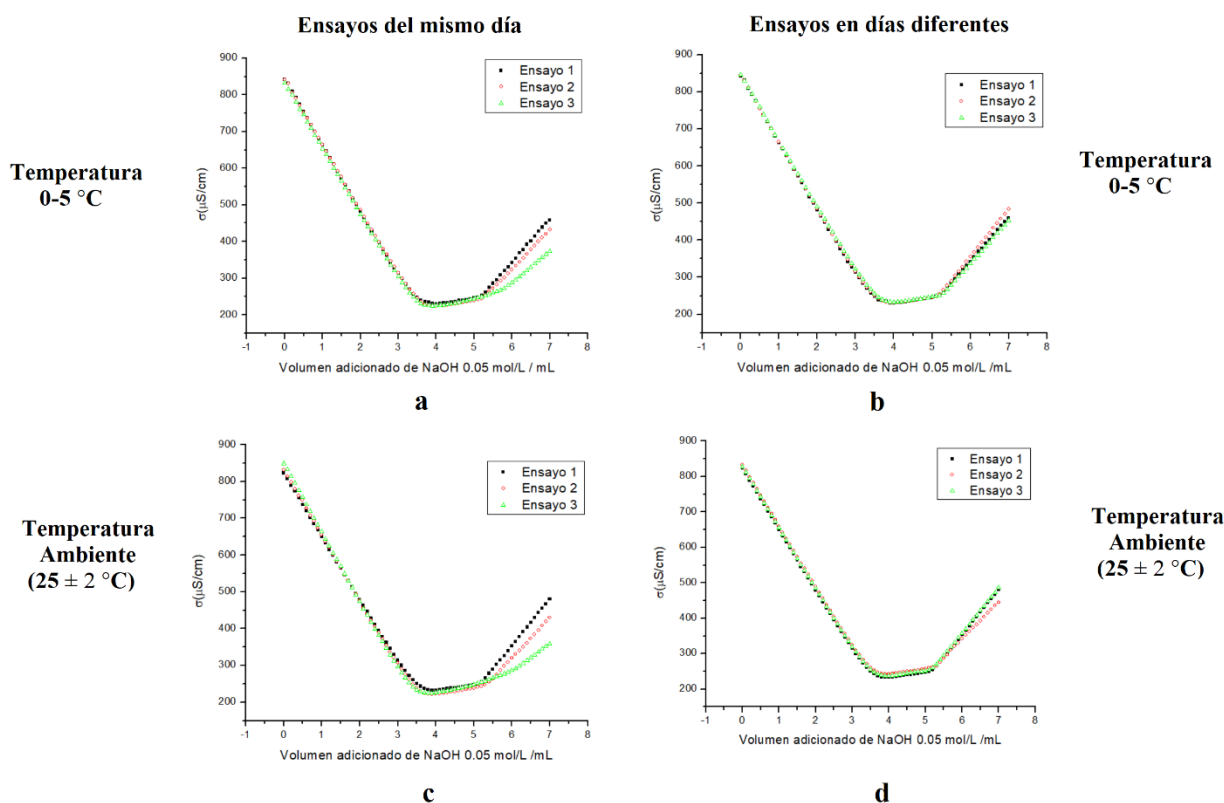 Ensayos del mismo día
Ensayos en días diferentes
Temperatura
0-5 °C
900
800
700
600
500
400
300
200
σ(μS/cm)
Ensayo 1
Ensayo 2
Ensayo 3
-1 0 1 2 3 4 5 6 7 8
Volumen adicionado de NaOH 0.05 mol/L / mL
a
900
800
700
600
500
400
300
200
σ(μS/cm)
Ensayo 1
Ensayo 2
Ensayo 3
-1 0 1 2 3 4 5 6 7 8
Volumen adicionado de NaOH 0.05 mol/L / mL
b
Temperatura
0-5 °C
Temperatura
Ambiente
(25 ± 2 °C)
900
800
700
600
500
400
300
200
σ(μS/cm)
Ensayo 1
Ensayo 2
Ensayo 3
-1 0 1 2 3 4 5 6 7 8
Volumen adicionado de NaOH 0.05 mol/L /mL
c
900
800
700
600
500
400
300
200
σ(μS/cm)
Ensayo 1
Ensayo 2
Ensayo 3
-1 0 1 2 3 4 5 6 7 8
Volumen adicionado de NaOH 0.05 mol/L /mL
d
Temperatura
Ambiente
(25 ± 2 °C)